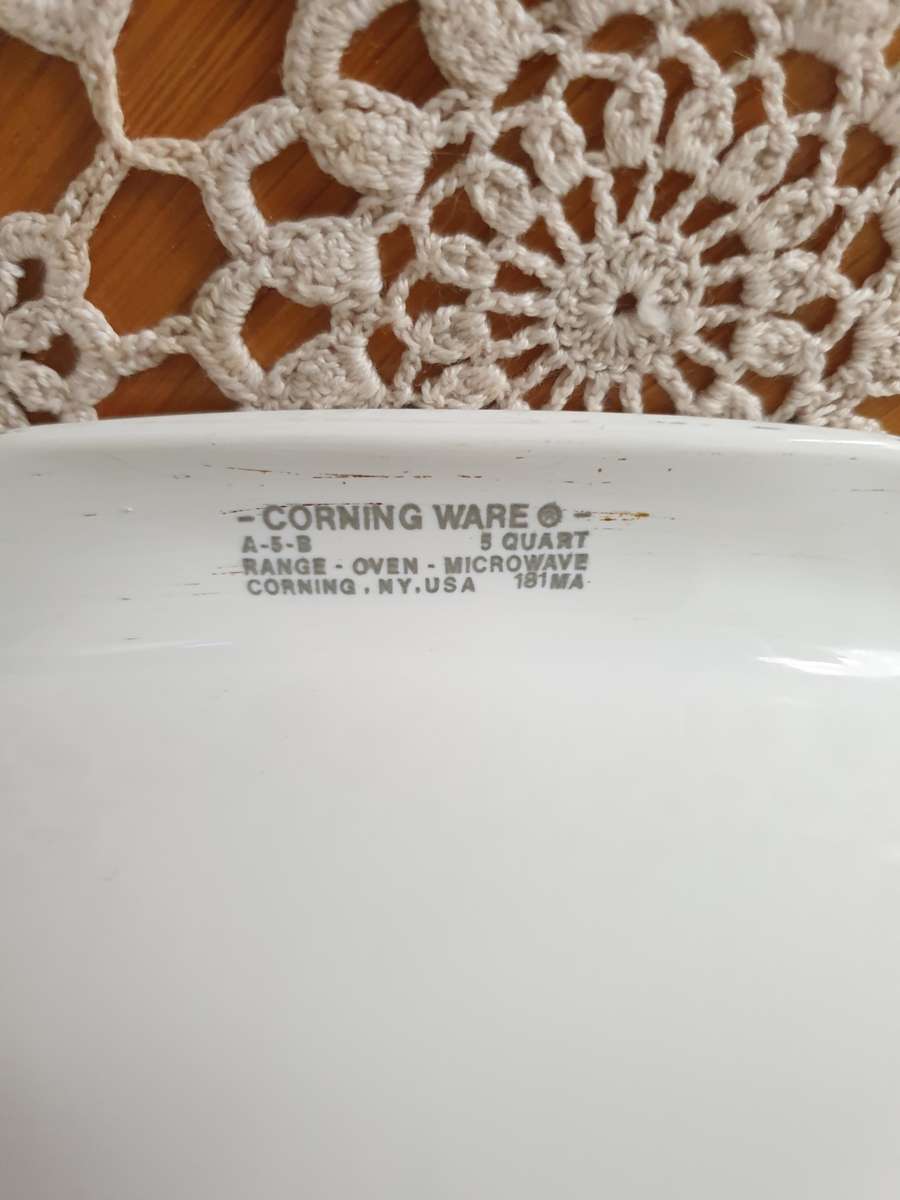 - CORNING WARE ® -
A-5-B 5 QUART
RANGE - OVEN - MICROWAVE
CORNING, NY, USA 181MA